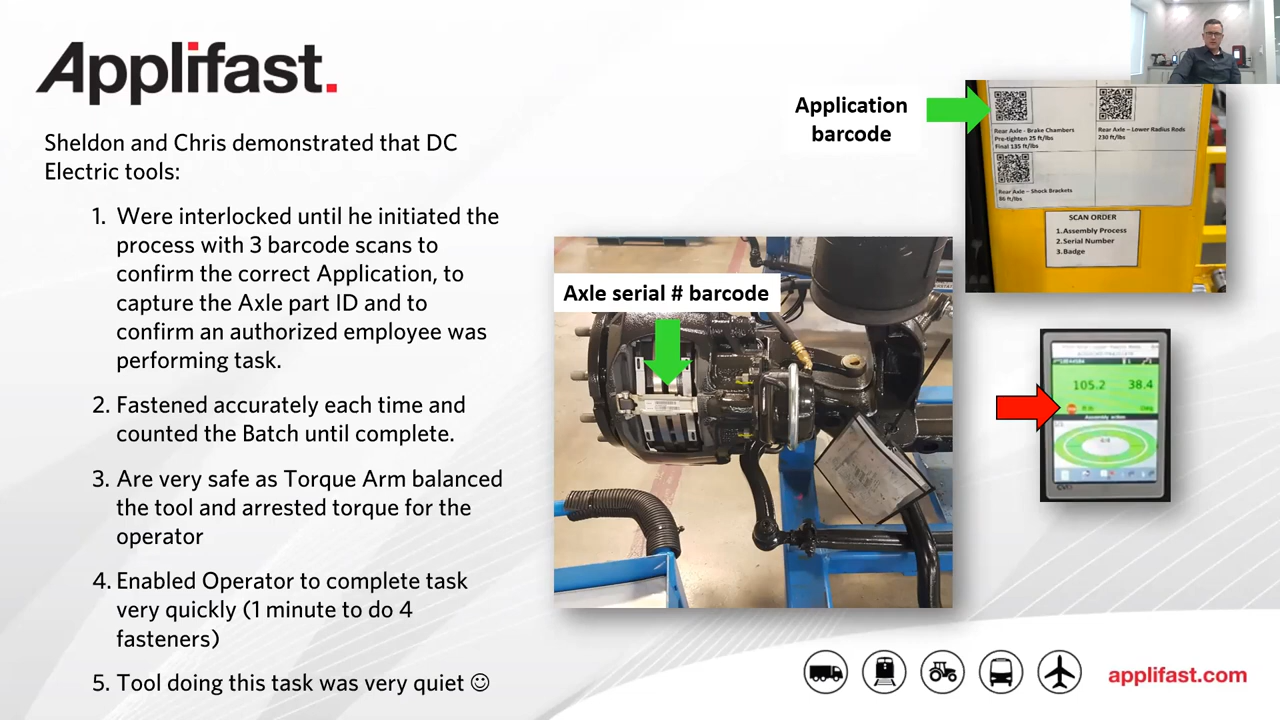 Applifast.
Sheldon and Chris demonstrated that DC
Electric tools:
1. Were interlocked until he initiated the
process with 3 barcode scans to
confirm the correct Application, to
capture the Axle part ID and to
confirm an authorized employee was
performing task.
2. Fastened accurately each time and
counted the Batch until complete.
3. Are very safe as Torque Arm balanced
the tool and arrested torque for the
operator
4. Enabled Operator to complete task
very quickly (1 minute to do 4
fasteners)
5. Tool doing this task was very quiet ☺
Application
barcode
Rear Axle - Brake Chambers
Pre-tighten 25 ft/lbs
Final 135 ft/lbs
Rear Axle – Lower Radius Rods
230 ft/lbs
Rear Axle – Shock Brackets
86 ft/lbs
SCAN ORDER
1.Assembly Process
2.Serial Number
3.Badge
Axle serial # barcode
105.2 38.4
Deg
Assembly action
applifast.com